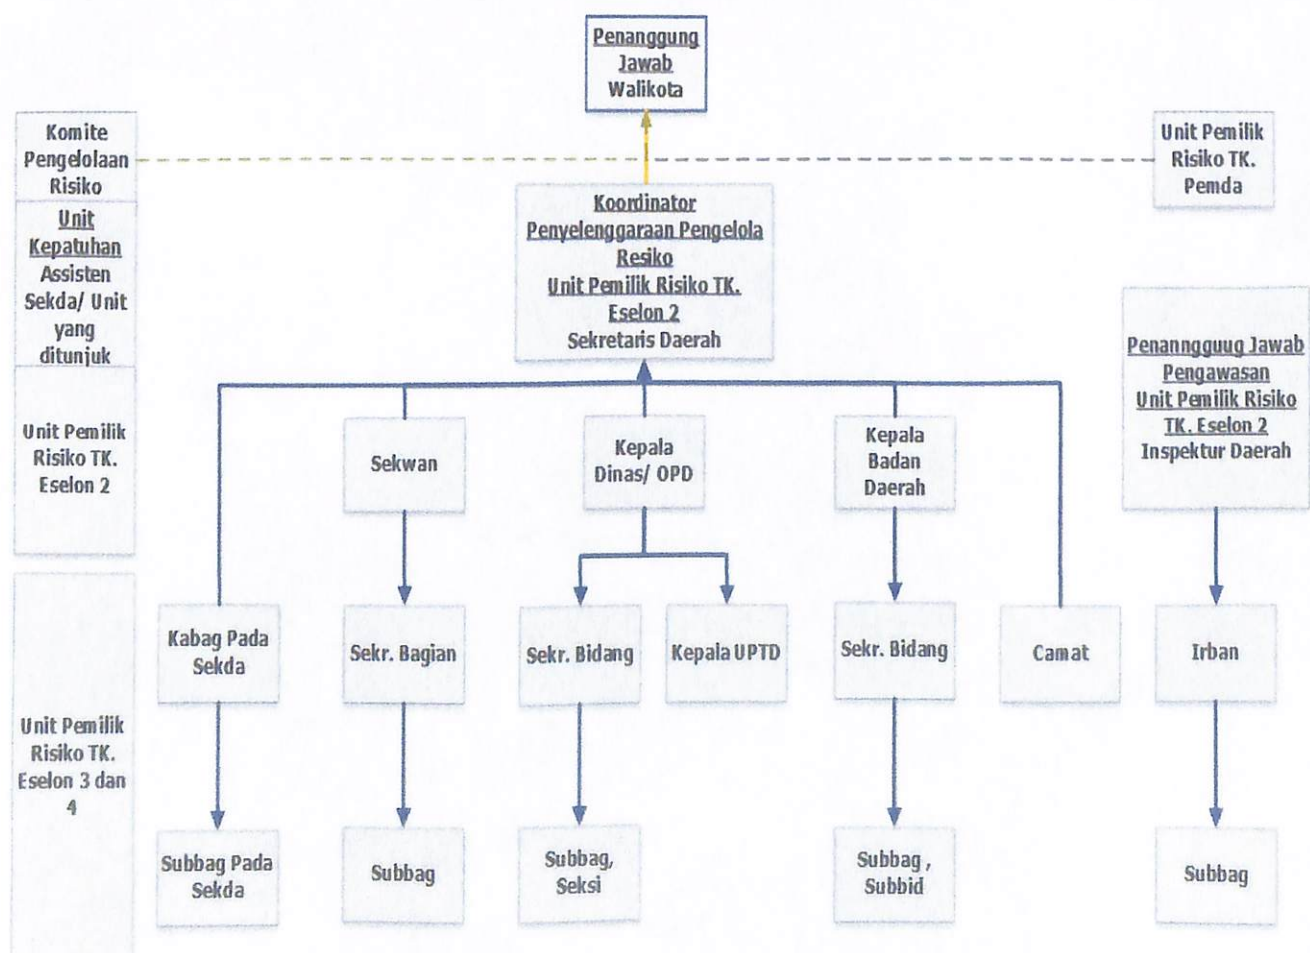 Penanggung
Jawab
Walikota
Komite
Pengelolaan
Risiko
Unit Pemilik
Risiko TK.
Pemda
Unit
Kepatuhan
Assisten
Sekda/ Unit
yang
ditunjuk
Koordinator
Penyelenggaraan Pengelola
Resiko
Unit Pemilik Risiko TK.
Eselon 2
Sekretaris Daerah
Penanngguug Jawab
Pengawasan
Unit Pemilik Risiko
TK. Eselon 2
Inspektur Daerah
Unit Pemilik
Risiko TK.
Eselon 2
Sekwan
Kepala
Dinas/ OPD
Kepala
Badan
Daerah
Unit Pemilik
Risiko TK.
Eselon 3 dan
4
Kabag Pada
Sekda
Sekr. Bagian
Sekr. Bidang
Kepala UPTD
Sekr. Bidang
Camat
Irban
Subbag Pada
Sekda
Subbag
Subbag,
Seksi
Subbag ,
Subbid
Subbag